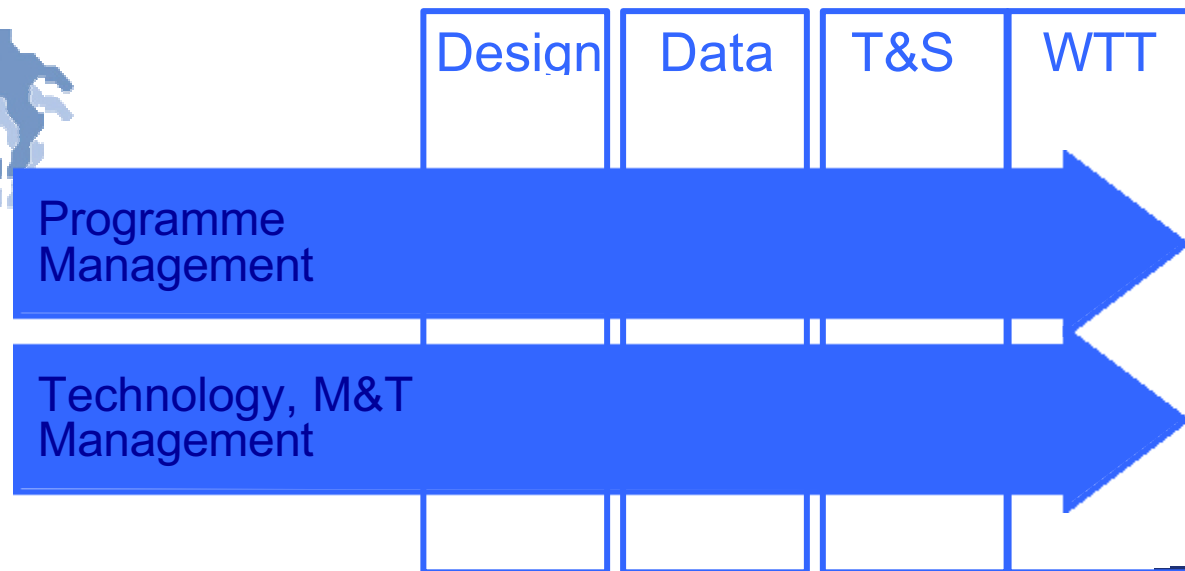 Design Data T&S WTT
Programme
Management
Technology, M&T
Management